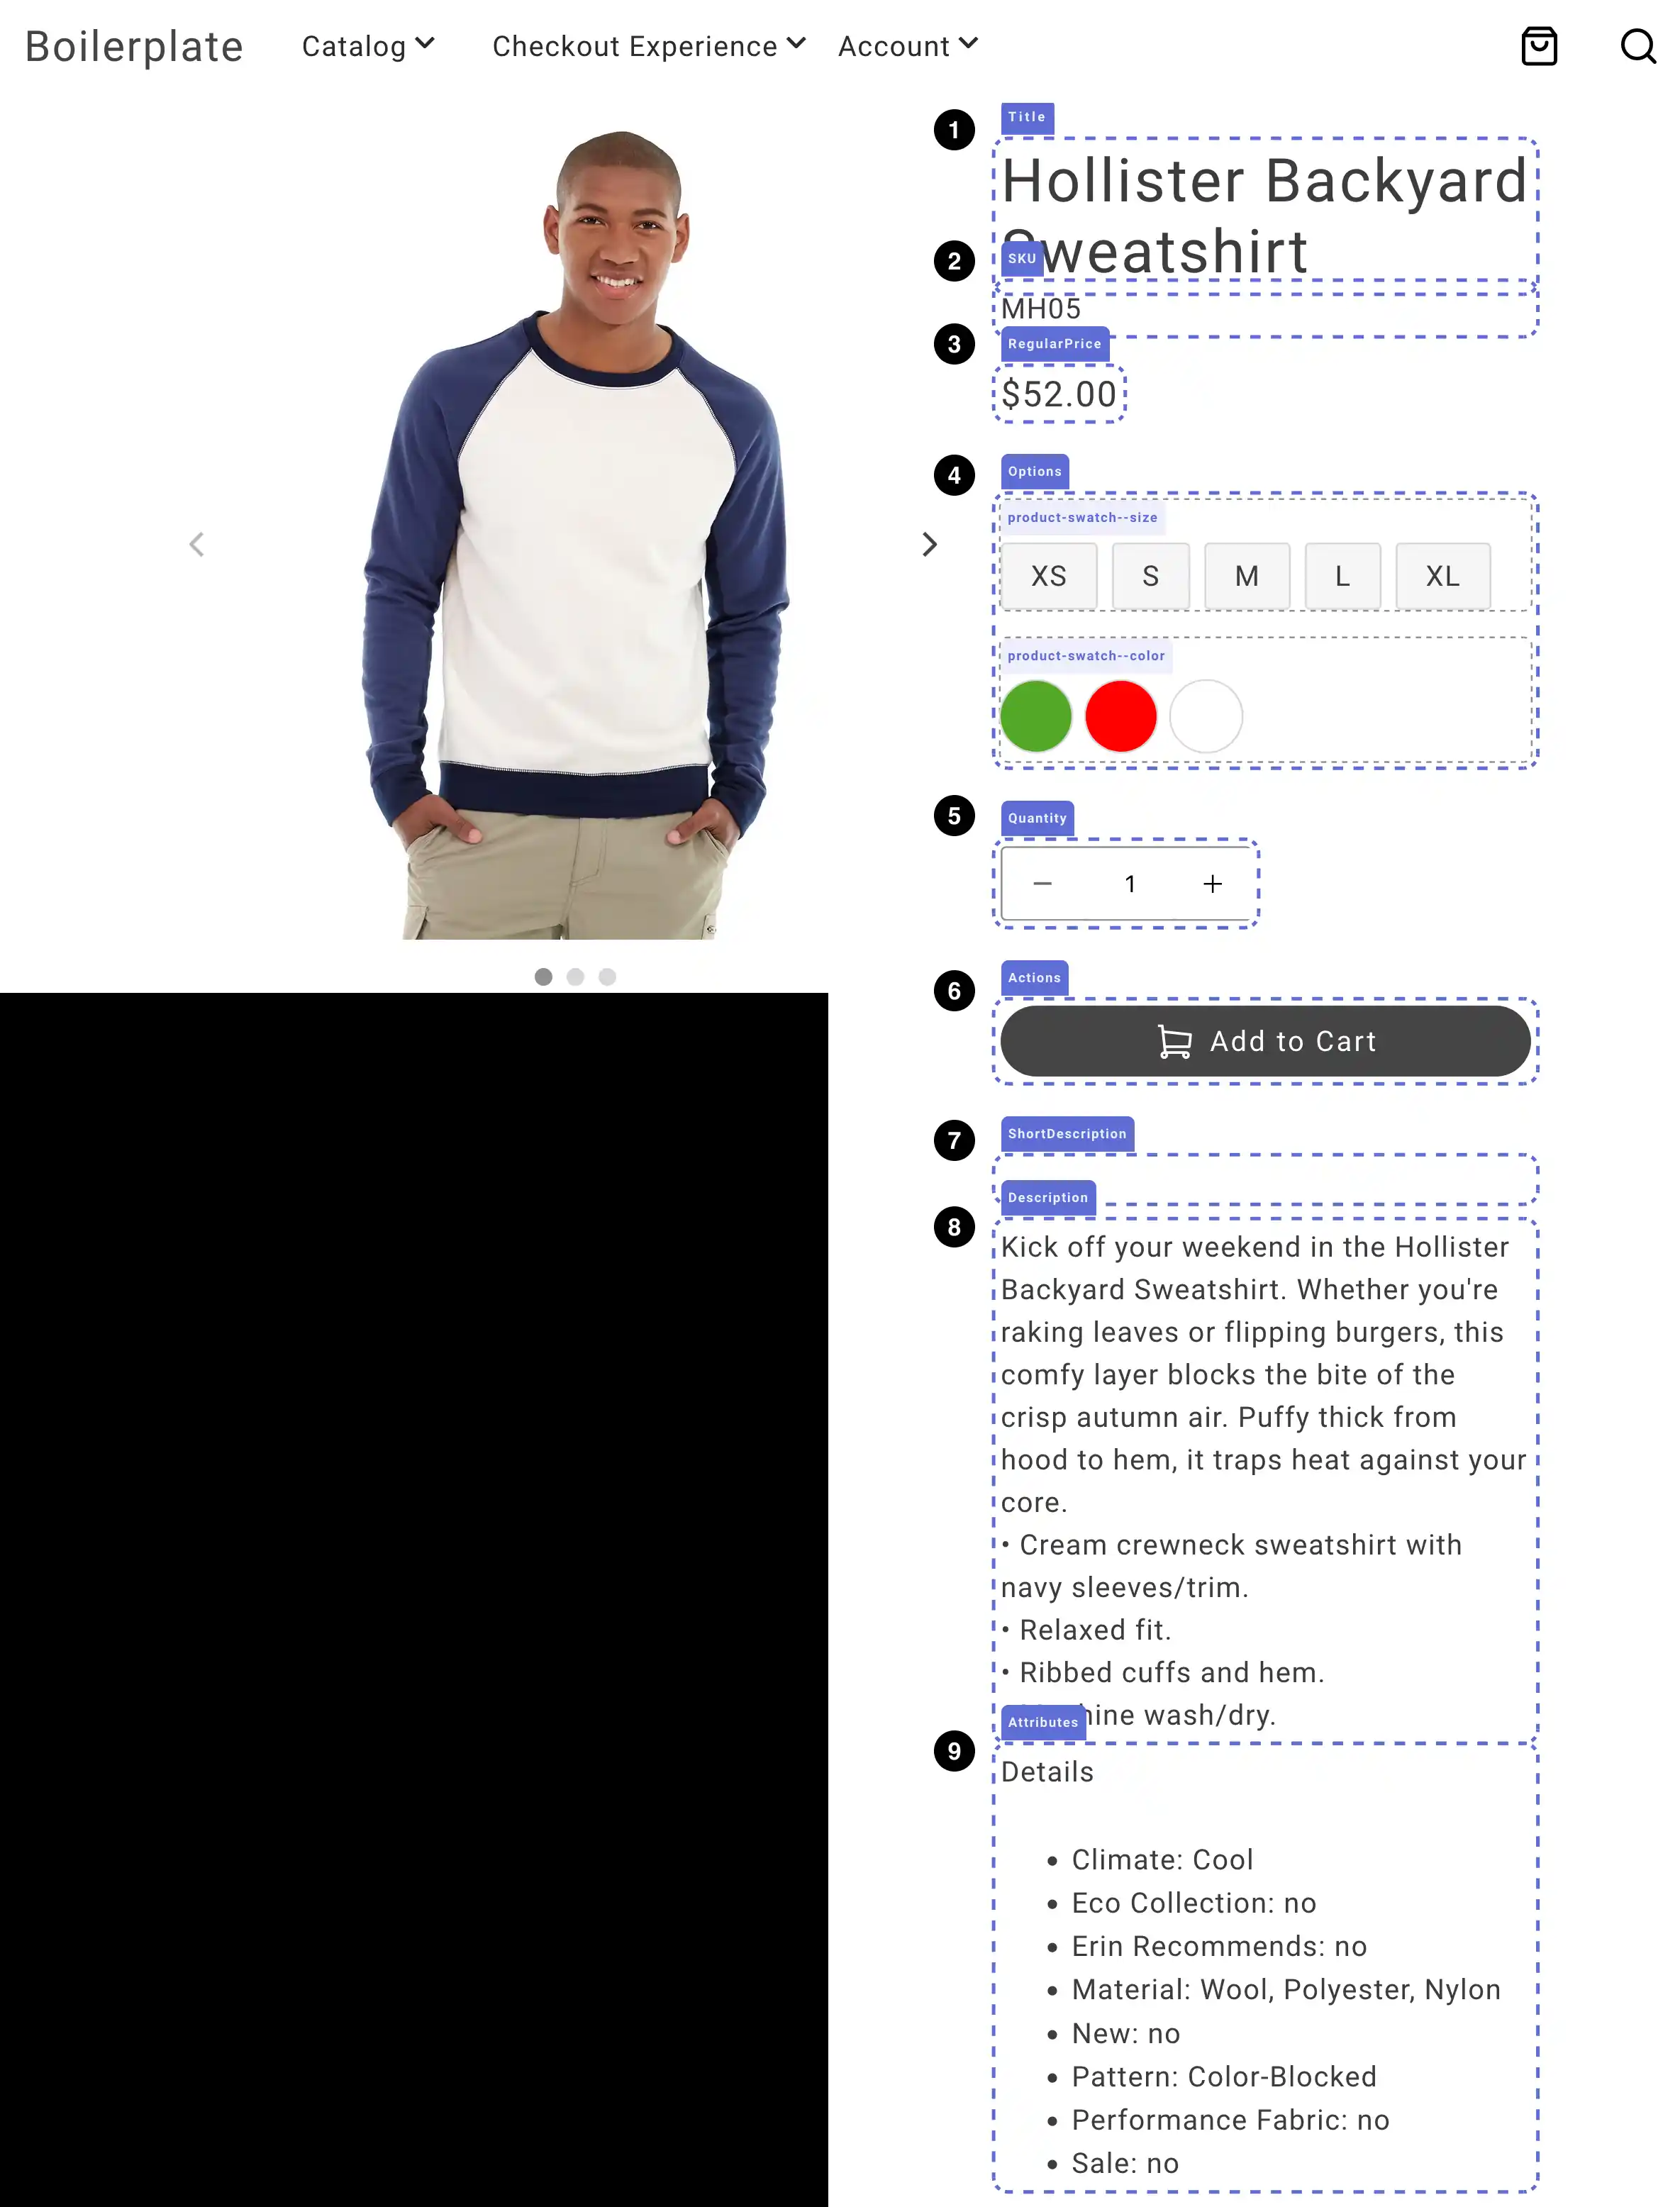 Boilerplate Catalog Checkout Experience Account
1 Title
Hollister Backyard
Sweatshirt
2 SKU
MH05
3 RegularPrice
$52.00
4 Options
product-swatch--size
XS S M L XL
product-swatch--color
5 Quantity
− 1 +
6 Actions
Add to Cart
7 ShortDescription
8 Description
Kick off your weekend in the Hollister
Backyard Sweatshirt. Whether you're
raking leaves or flipping burgers, this
comfy layer blocks the bite of the
crisp autumn air. Puffy thick from
hood to hem, it traps heat against your
core.
• Cream crewneck sweatshirt with
navy sleeves/trim.
• Relaxed fit.
• Ribbed cuffs and hem.
wash/dry.
9 Attributes
Details
• Climate: Cool
• Eco Collection: no
• Erin Recommends: no
• Material: Wool, Polyester, Nylon
• New: no
• Pattern: Color-Blocked
• Performance Fabric: no
• Sale: no